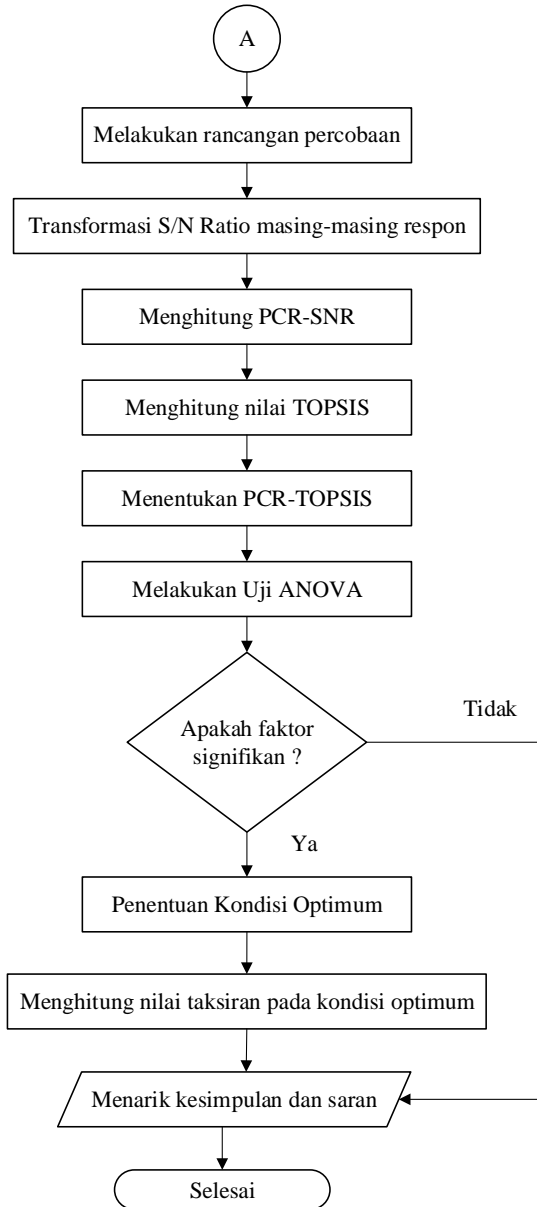 A
Melakukan rancangan percobaan
Transformasi S/N Ratio masing-masing respon
Menghitung PCR-SNR
Menghitung nilai TOPSIS
Menentukan PCR-TOPSIS
Melakukan Uji ANOVA
Apakah faktor
signifikan ?
Tidak
Ya
Penentuan Kondisi Optimum
Menghitung nilai taksiran pada kondisi optimum
Menarik kesimpulan dan saran
Selesai